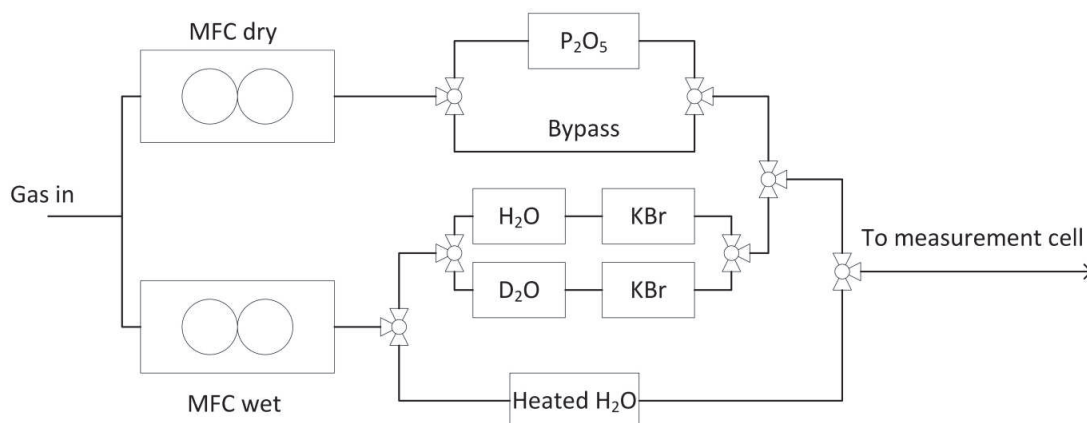 MFC dry
P₂O₅
Bypass
Gas in
H₂O
KBr
To measurement cell
D₂O
KBr
MFC wet
Heated H₂O